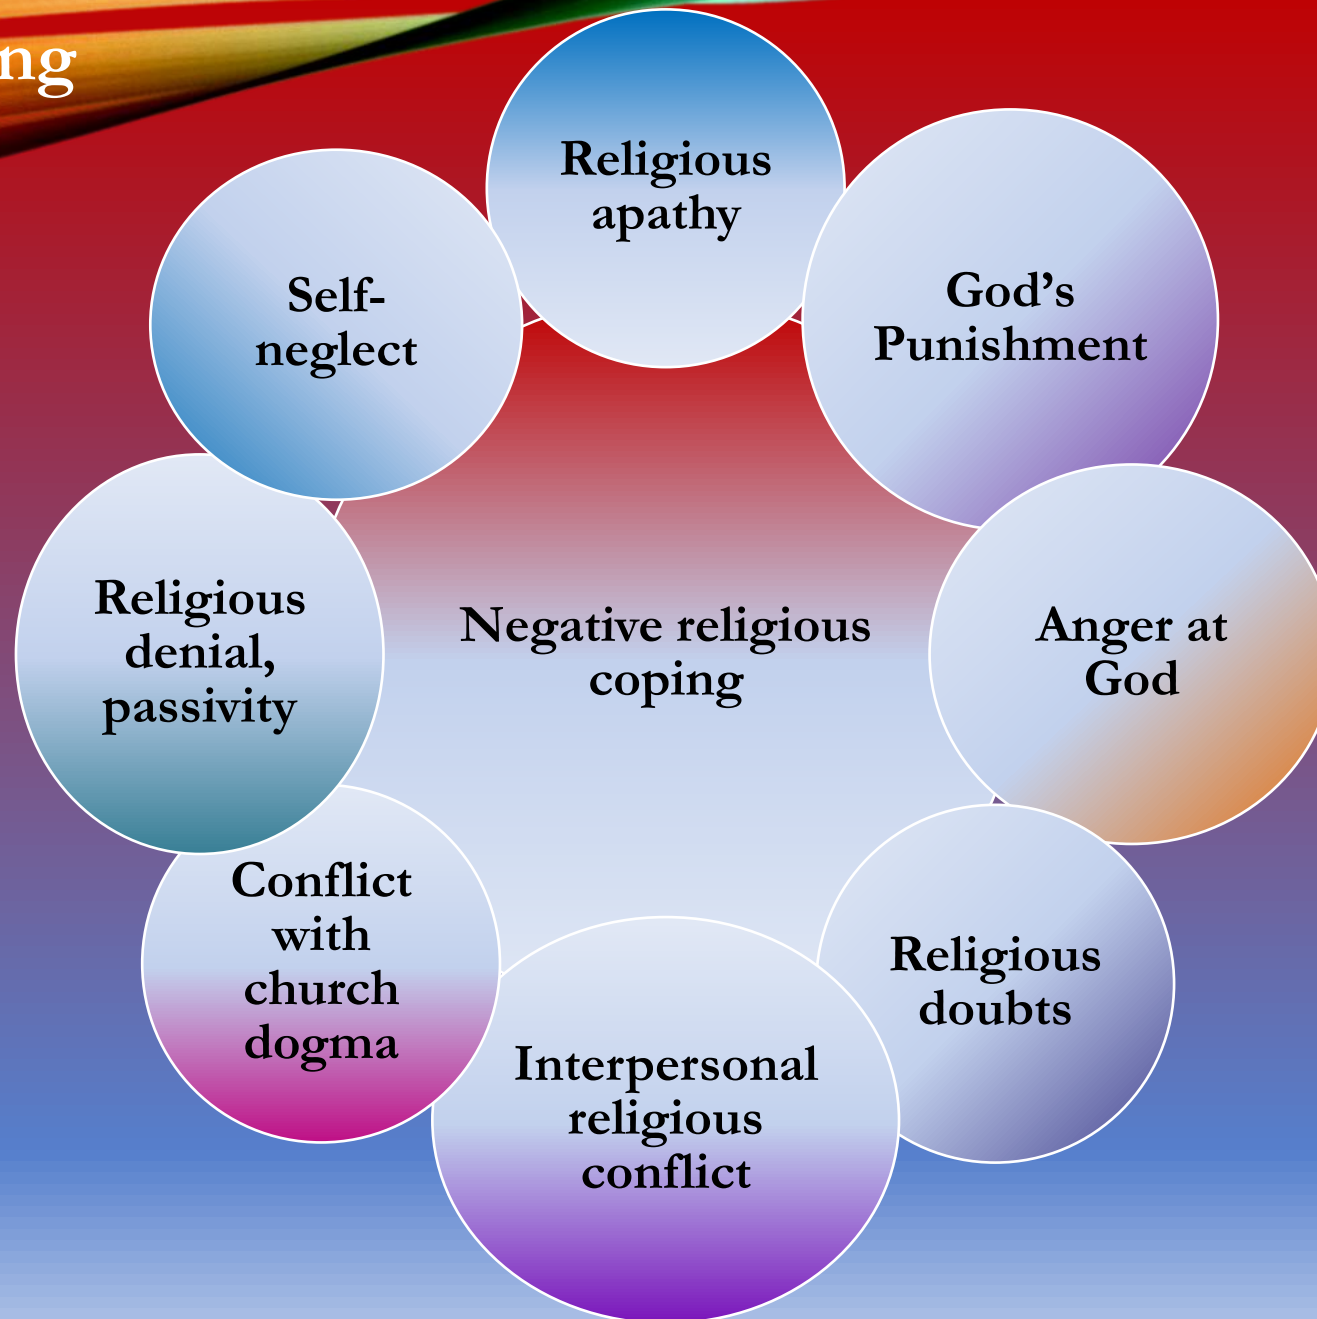 ng
Religious
apathy
God’s
Punishment
Anger at
God
Religious
doubts
Interpersonal
religious
conflict
Conflict
with
church
dogma
Religious
denial,
passivity
Self-
neglect
Negative religious
coping